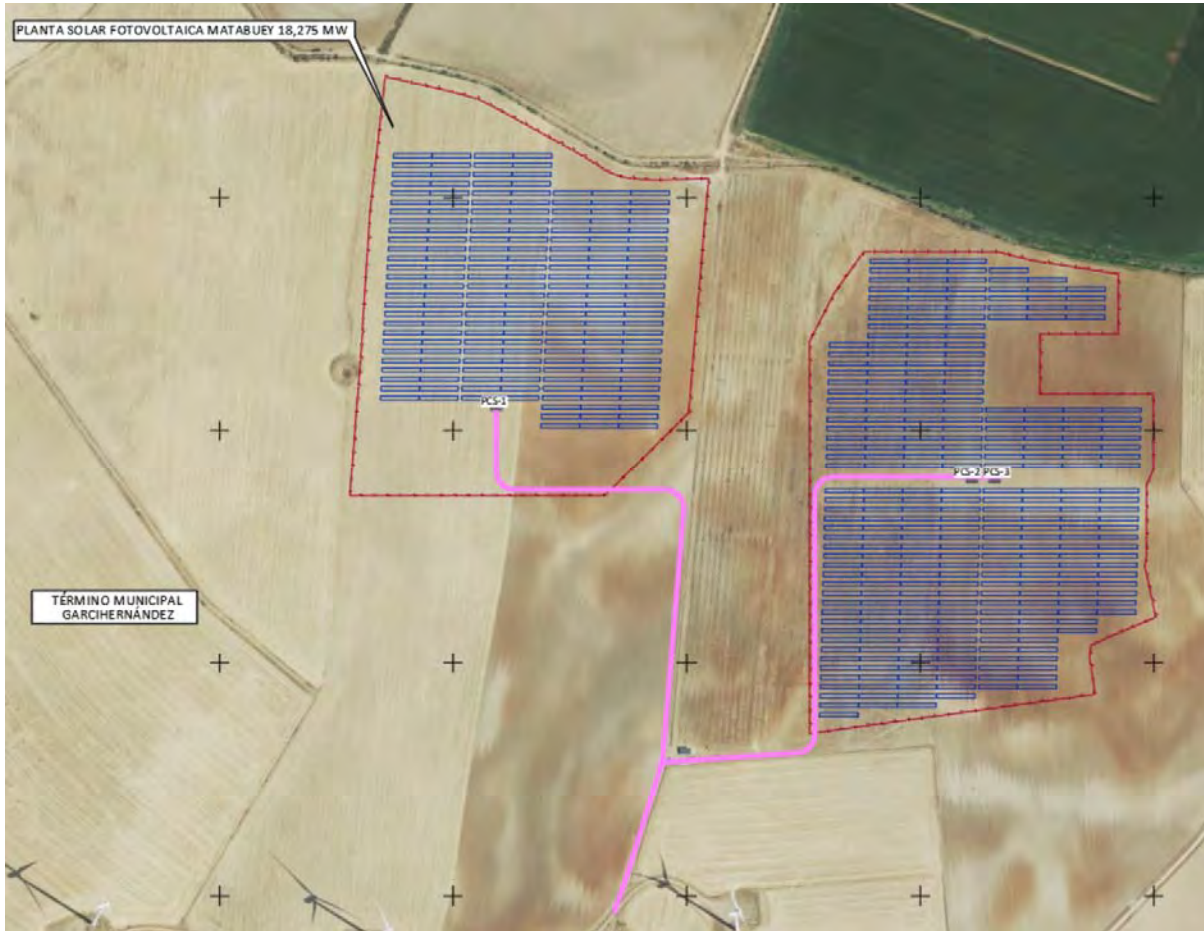 PLANTA SOLAR FOTOVOLTAICA MATABUEY 18,275 MW
PCS-1
PCS-2 PCS-3
TÉRMINO MUNICIPAL
GARCIHERNÁNDEZ